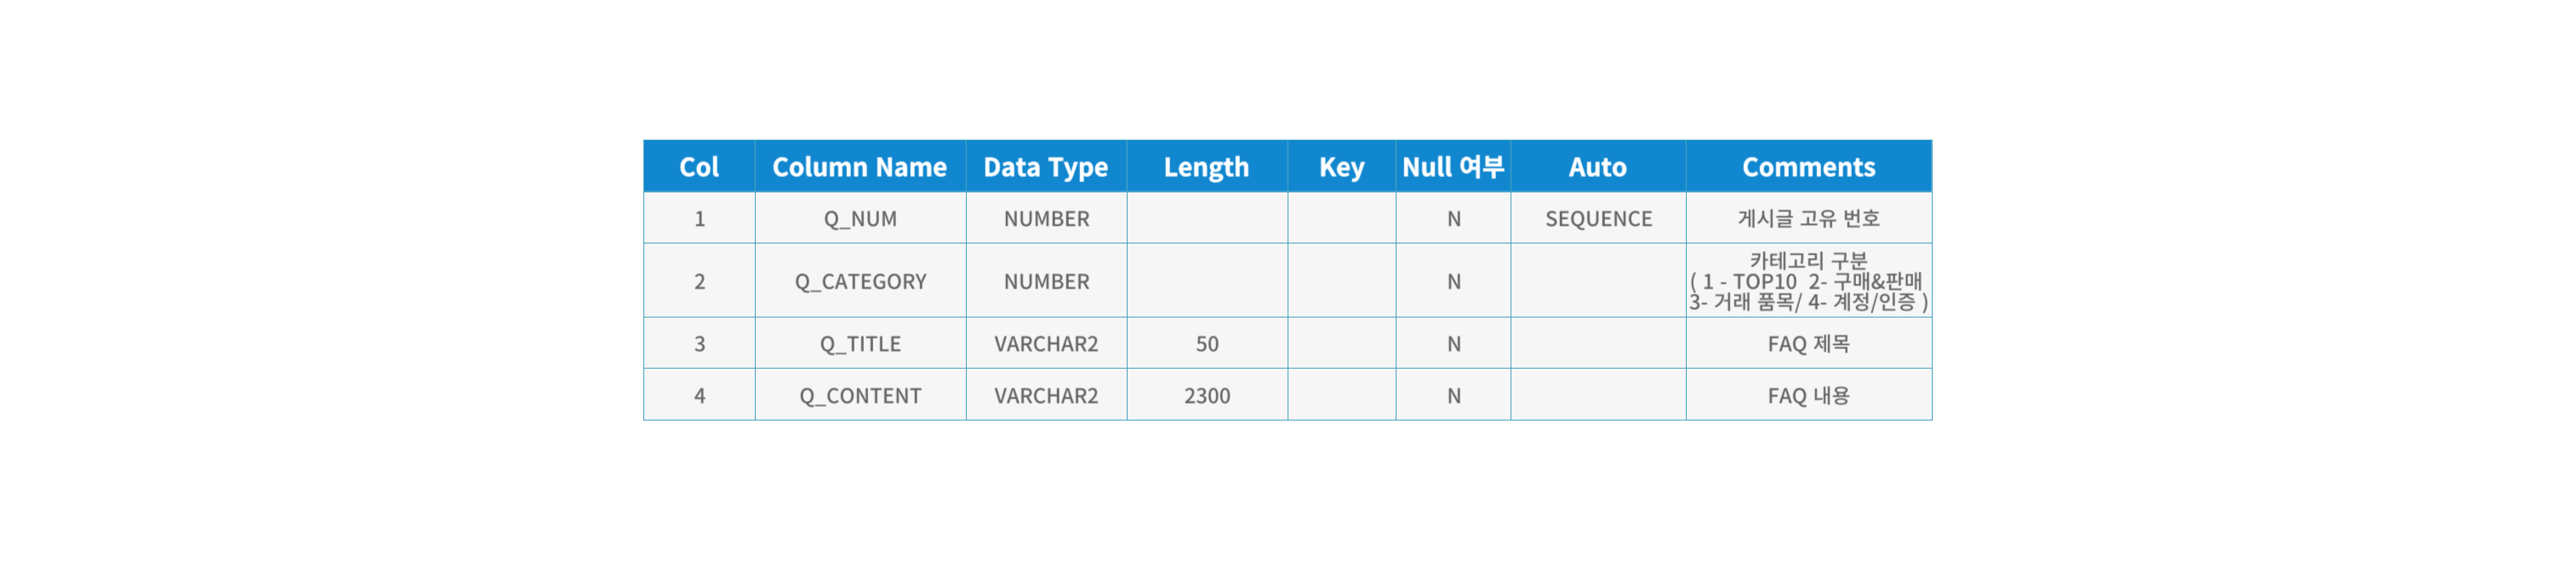 Col Column Name Data Type Length Key Null 여부 Auto Comments
1 Q_NUM NUMBER N SEQUENCE 게시글 고유 번호
2 Q_CATEGORY NUMBER N 카테고리 구분
( 1 - TOP10 2- 구매&판매
3- 거래 품목/ 4- 계정/인증 )
3 Q_TITLE VARCHAR2 50 N FAQ 제목
4 Q_CONTENT VARCHAR2 2300 N FAQ 내용